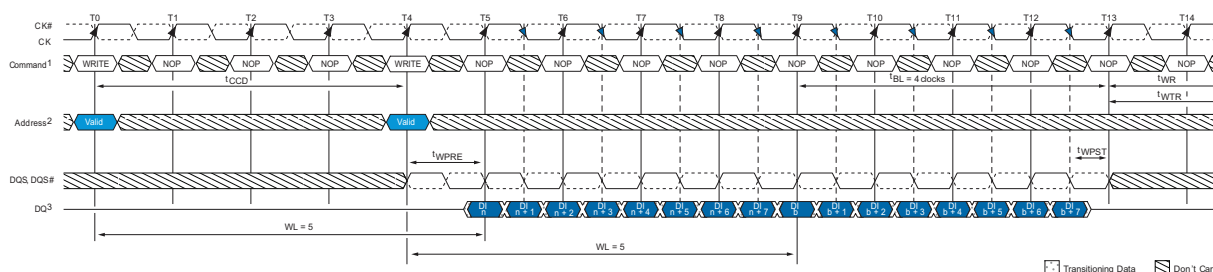 T0 T1 T2 T3 T4 T5 T6 T7 T8 T9 T10 T11 T12 T13 T14
CK#
CK
Command1 WRITE NOP NOP NOP WRITE NOP NOP NOP NOP NOP NOP NOP NOP NOP NOP
tCCD tBL = 4 clocks tWR
tWTR
Address2 Valid Valid
tWPRE tWPST
DQS, DQS#
DQ3 DI n DI n + 1 DI n + 2 DI n + 3 DI n + 4 DI n + 5 DI n + 6 DI n + 7 DI b DI b + 1 DI b + 2 DI b + 3 DI b + 4 DI b + 5 DI b + 6 DI b + 7
WL = 5
WL = 5
Transitioning Data Don't Car